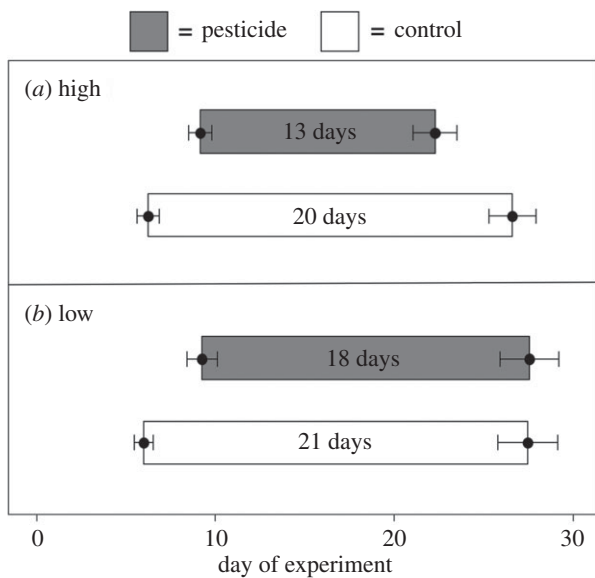 = pesticide = control
(a) high
13 days
20 days
(b) low
18 days
21 days
0 10 20 30
day of experiment